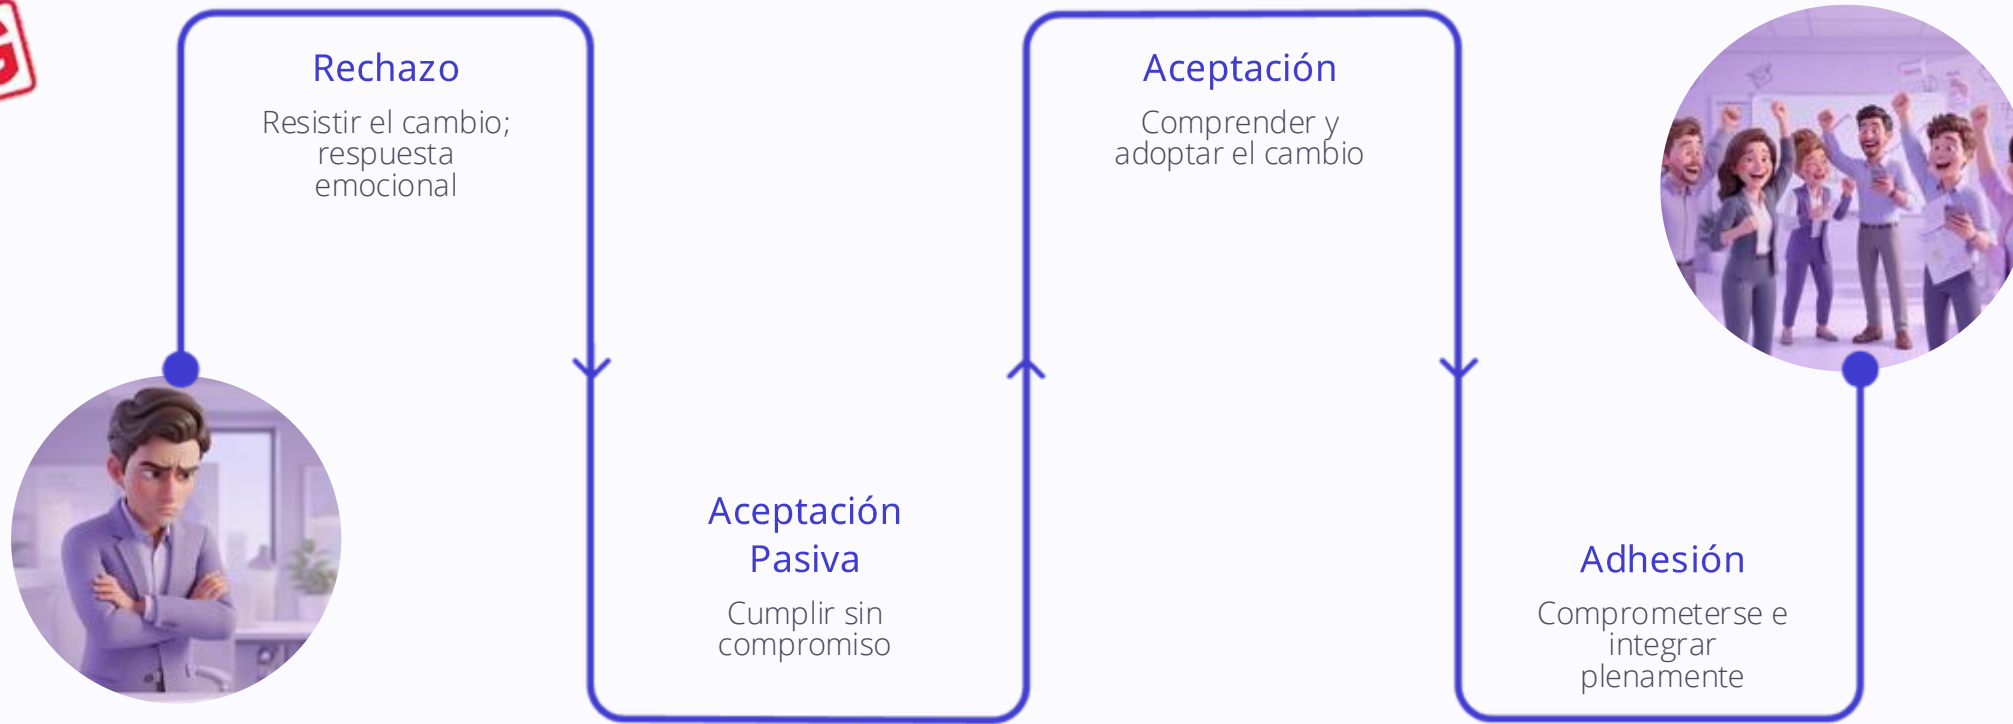 Rechazo
Resistir el cambio;
respuesta
emocional
Aceptación
Pasiva
Cumplir sin
compromiso
Aceptación
Comprender y
adoptar el cambio
Adhesión
Comprometerse e
integrar
plenamente